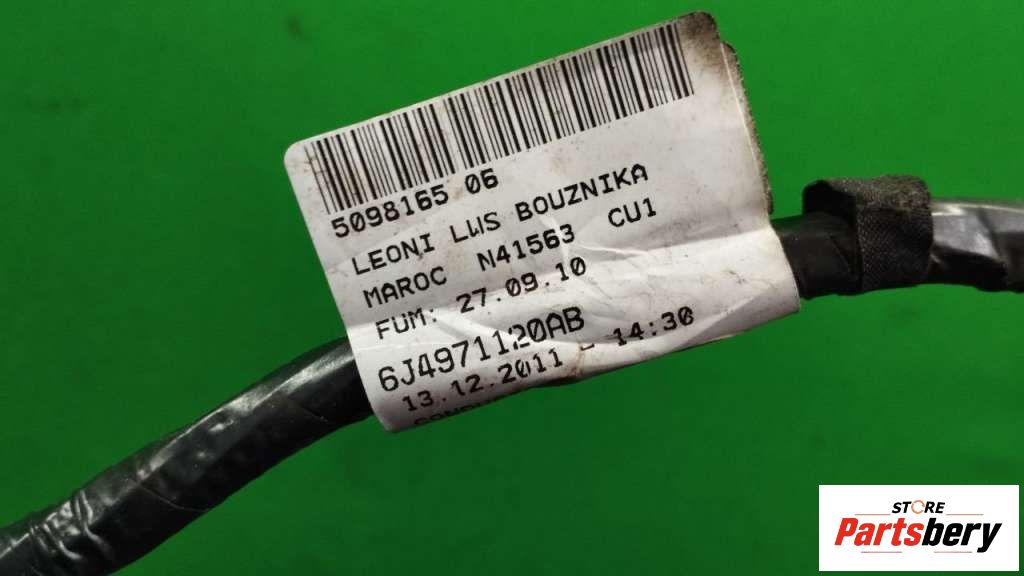 5098165 06
LEONI LWS BOUZNIKA
MAROC N41563 CU1
FUM: 27.09.10
6J4971120AB
13.12.2011 - 14:30
STORE
Partsbery